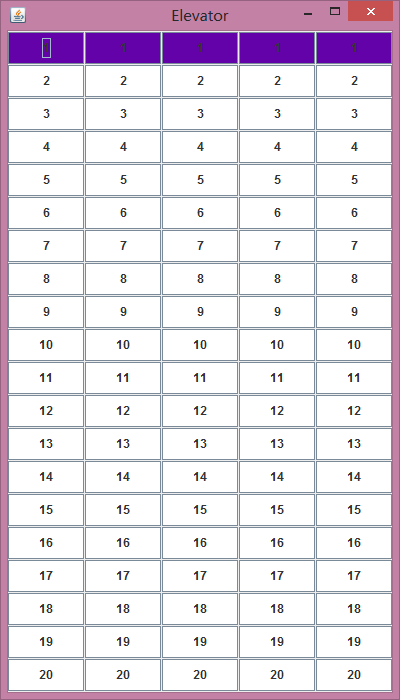 Elevator
1 1 1 1 1
2 2 2 2 2
3 3 3 3 3
4 4 4 4 4
5 5 5 5 5
6 6 6 6 6
7 7 7 7 7
8 8 8 8 8
9 9 9 9 9
10 10 10 10 10
11 11 11 11 11
12 12 12 12 12
13 13 13 13 13
14 14 14 14 14
15 15 15 15 15
16 16 16 16 16
17 17 17 17 17
18 18 18 18 18
19 19 19 19 19
20 20 20 20 20